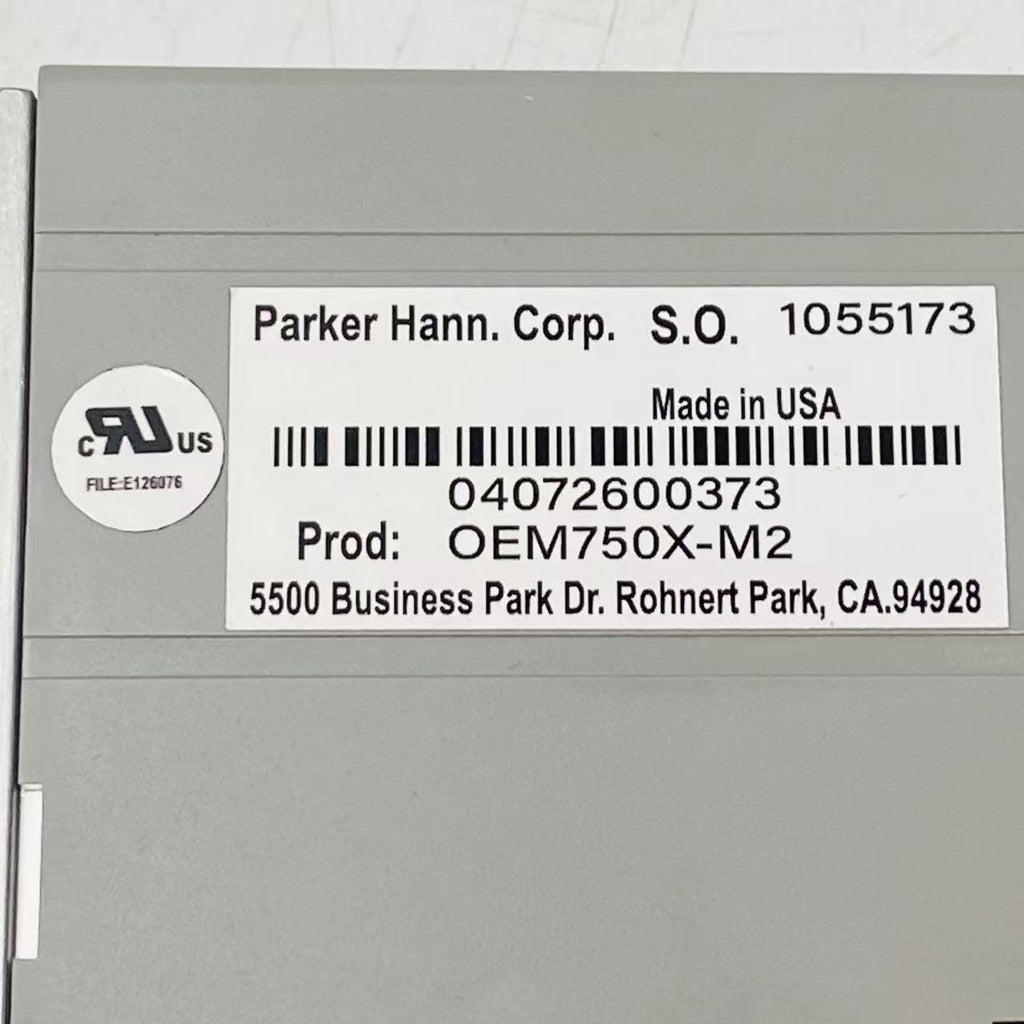 Parker Hann. Corp. S.O. 1055173
Made in USA
04072600373
Prod: OEM750X-M2
5500 Business Park Dr. Rohnert Park, CA.94928
c RU US
FILE:E126076